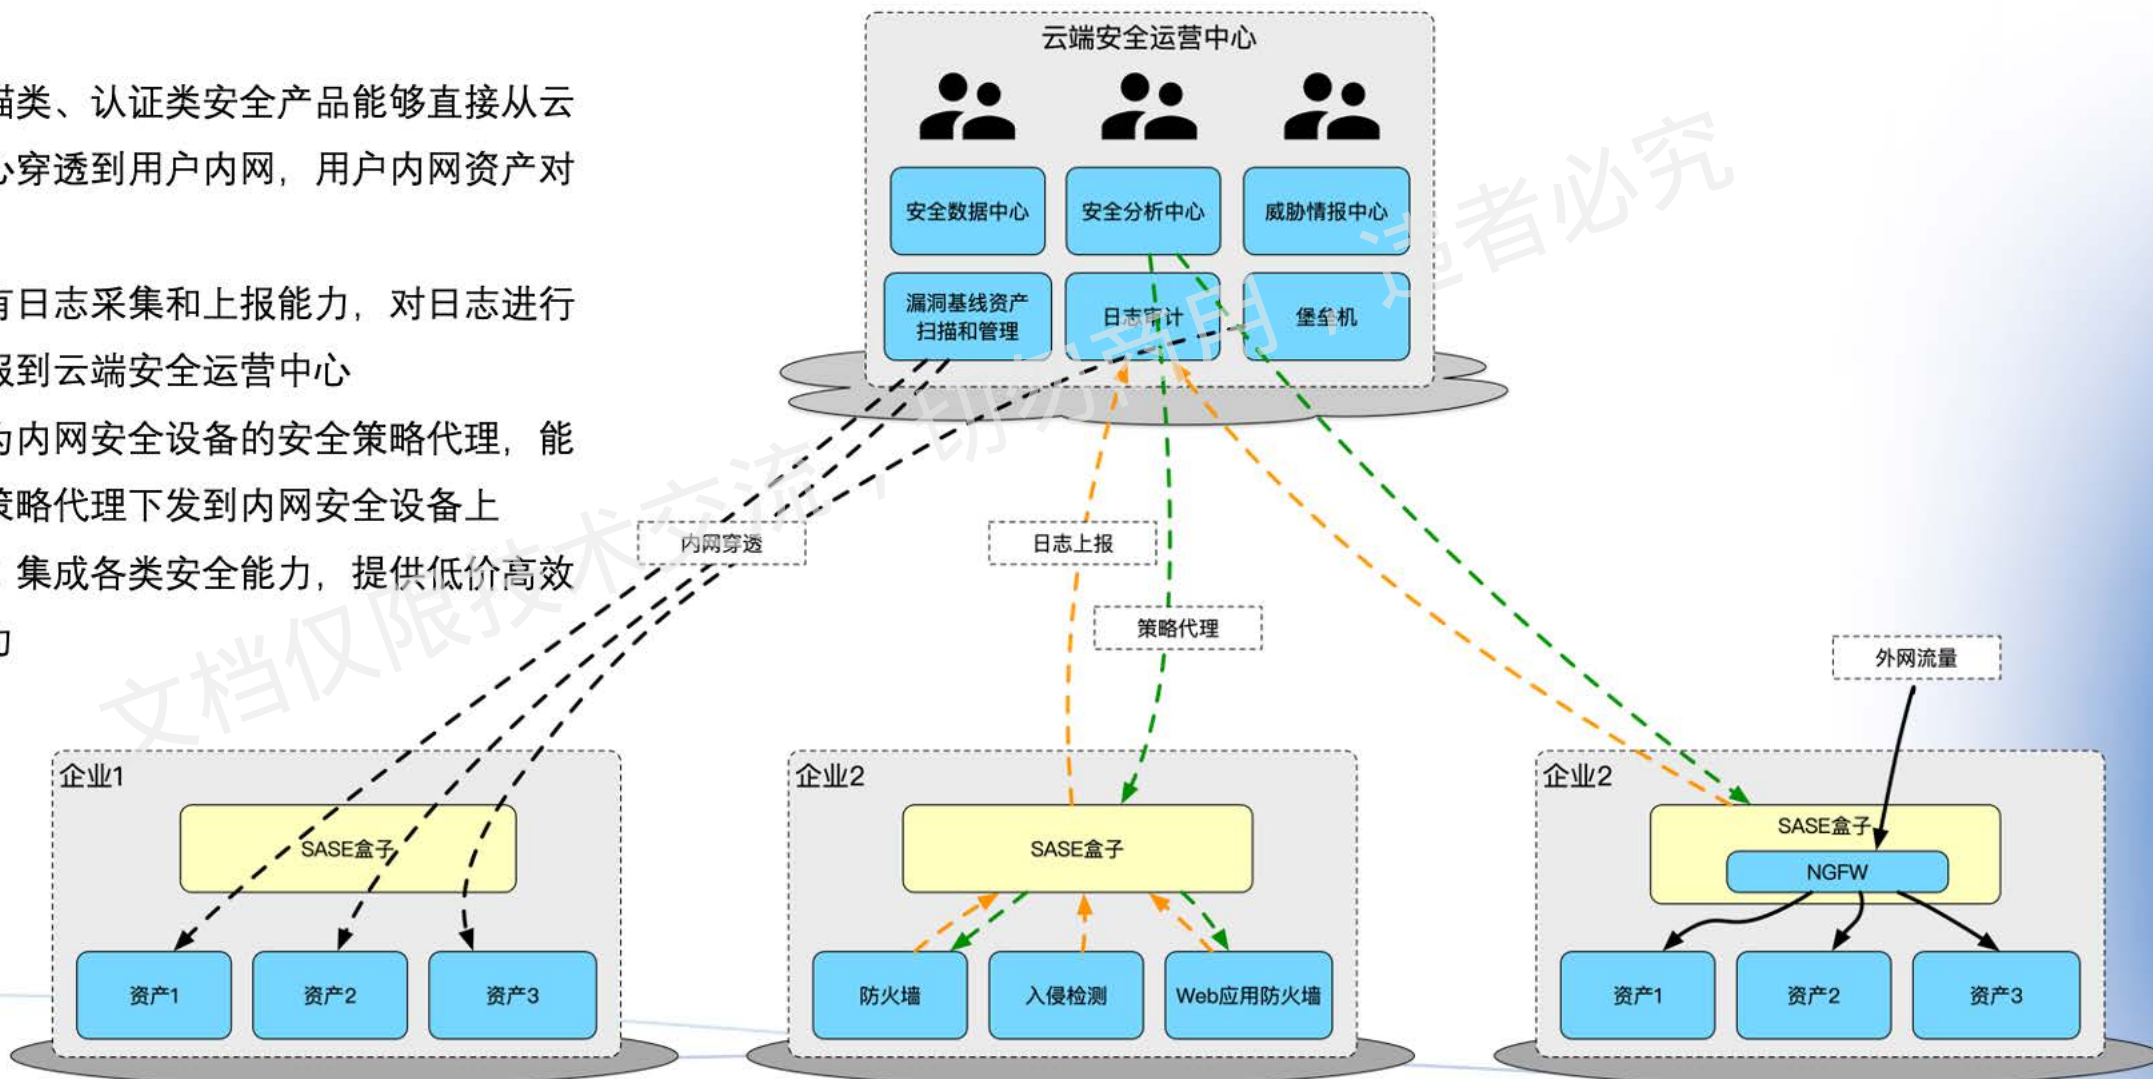 描类、认证类安全产品能够直接从云
心穿透到用户内网，用户内网资产对
有日志采集和上报能力，对日志进行
报到云端安全运营中心
为内网安全设备的安全策略代理，能
策略代理下发到内网安全设备上
集成各类安全能力，提供低价高效
云端安全运营中心
安全数据中心
安全分析中心
威胁情报中心
漏洞基线资产
扫描和管理
日志审计
堡垒机
内网穿透
日志上报
策略代理
外网流量
企业1
SASE盒子
资产1
资产2
资产3
企业2
SASE盒子
防火墙
入侵检测
Web应用防火墙
企业2
SASE盒子
NGFW
资产1
资产2
资产3
文档仅限技术交流，切勿商用，违者必究